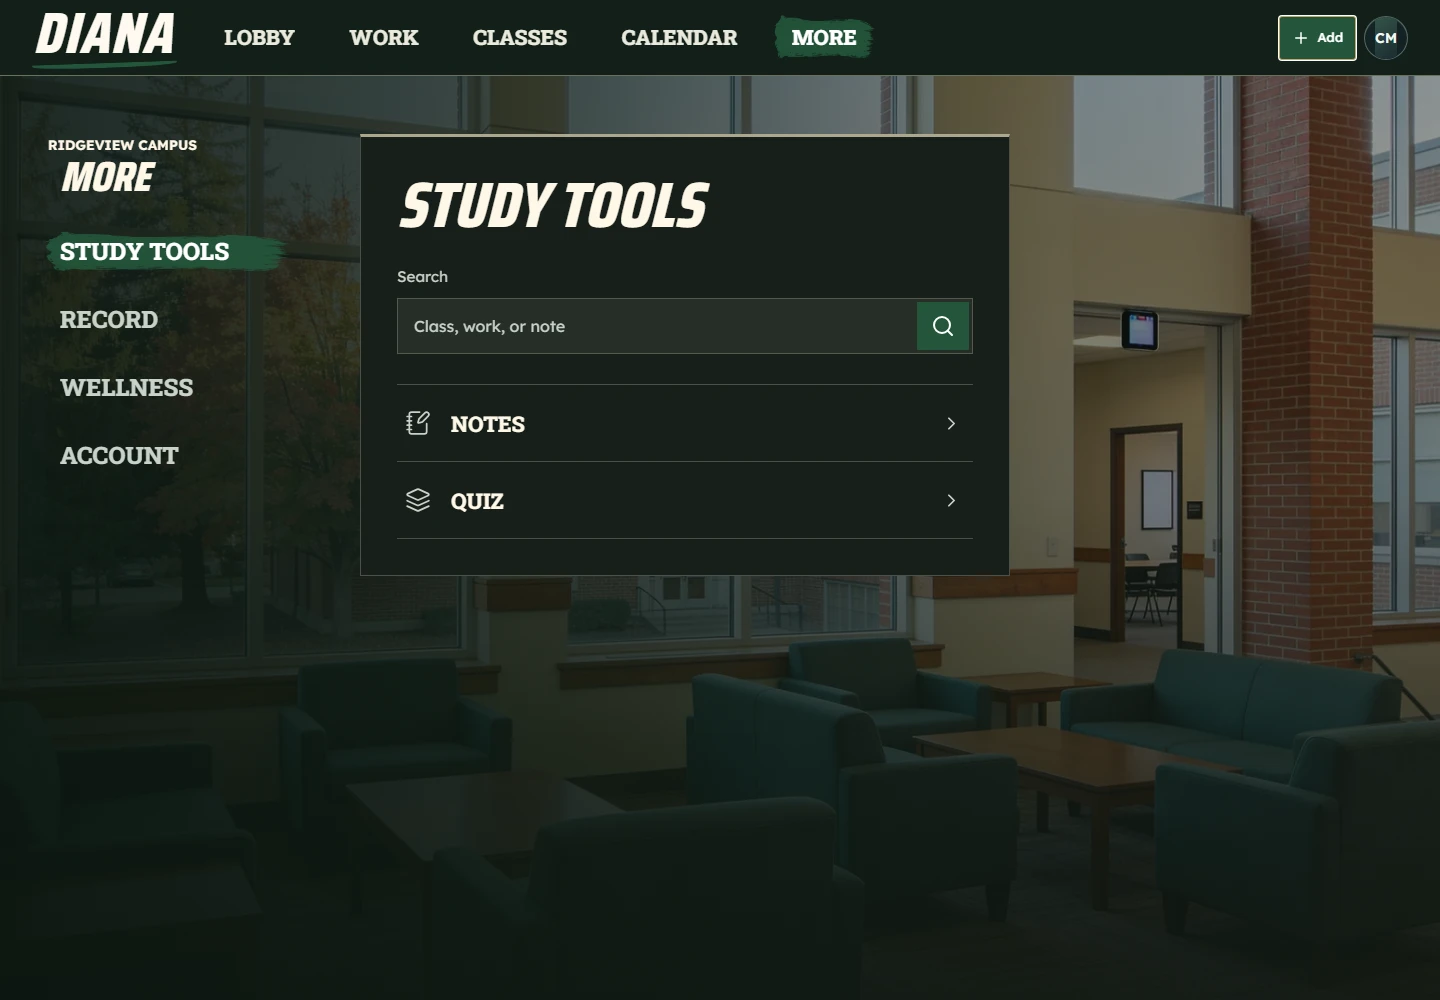 DIANA
LOBBY
WORK
CLASSES
CALENDAR
MORE
Add
CM
RIDGEVIEW CAMPUS
MORE
STUDY TOOLS
RECORD
WELLNESS
ACCOUNT
STUDY TOOLS
Search
Class, work, or note
NOTES
QUIZ